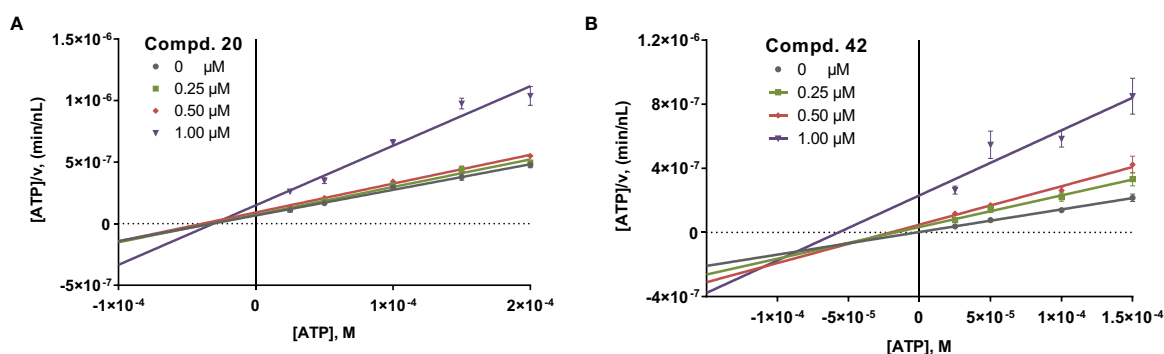 A
Compd. 20
0 µM
0.25 µM
0.50 µM
1.00 µM
[ATP]/v, (min/nL)
1.5×10⁻⁶
1×10⁻⁶
5×10⁻⁷
0
-5×10⁻⁷
-1×10⁻⁴
0
1×10⁻⁴
2×10⁻⁴
[ATP], M
B
Compd. 42
0 µM
0.25 µM
0.50 µM
1.00 µM
[ATP]/v, (min/nL)
1.2×10⁻⁶
8×10⁻⁷
4×10⁻⁷
0
-4×10⁻⁷
-1×10⁻⁴
-5×10⁻⁵
0
5×10⁻⁵
1×10⁻⁴
1.5×10⁻⁴
[ATP], M